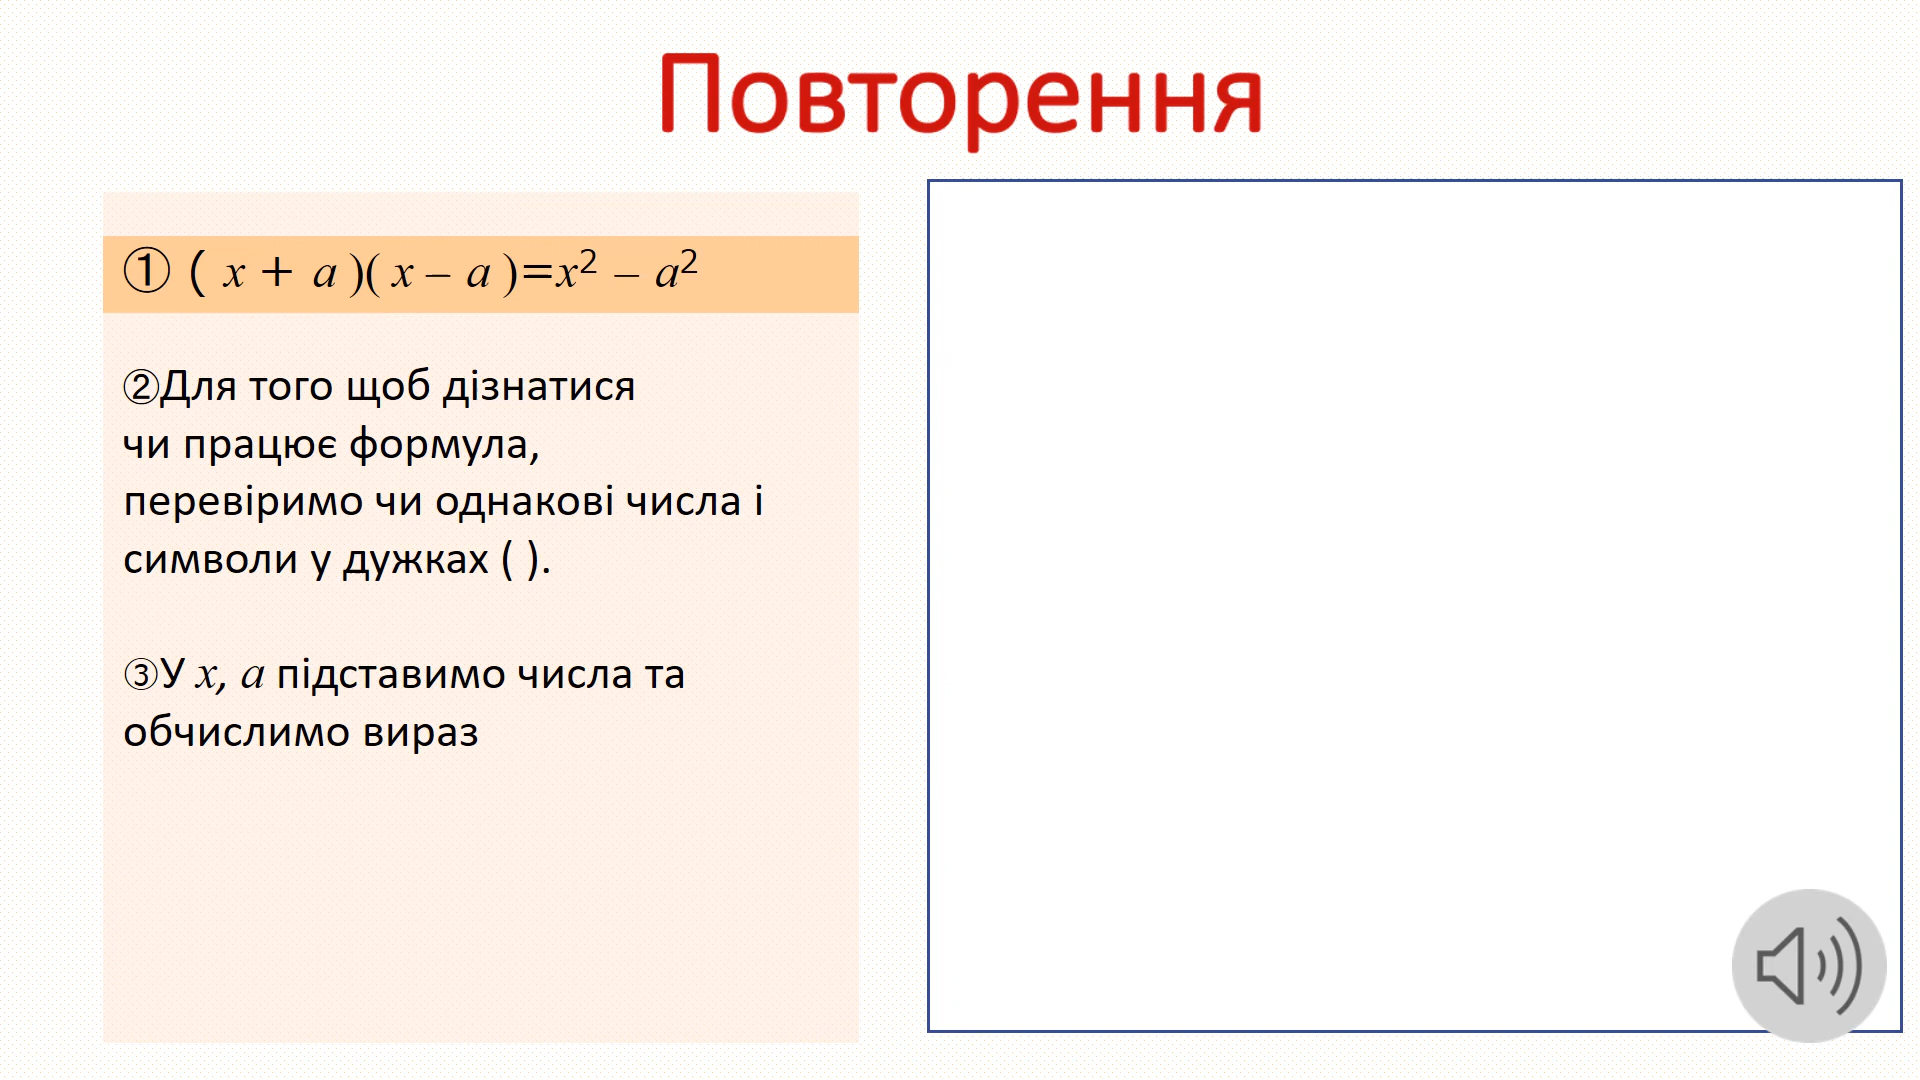 Повторення
① ( x + a )( x – a )=x² – a²
②Для того щоб дізнатися
чи працює формула,
перевіримо чи однакові числа і
символи у дужках ( ).
③У x, a підставимо числа та
обчислимо вираз